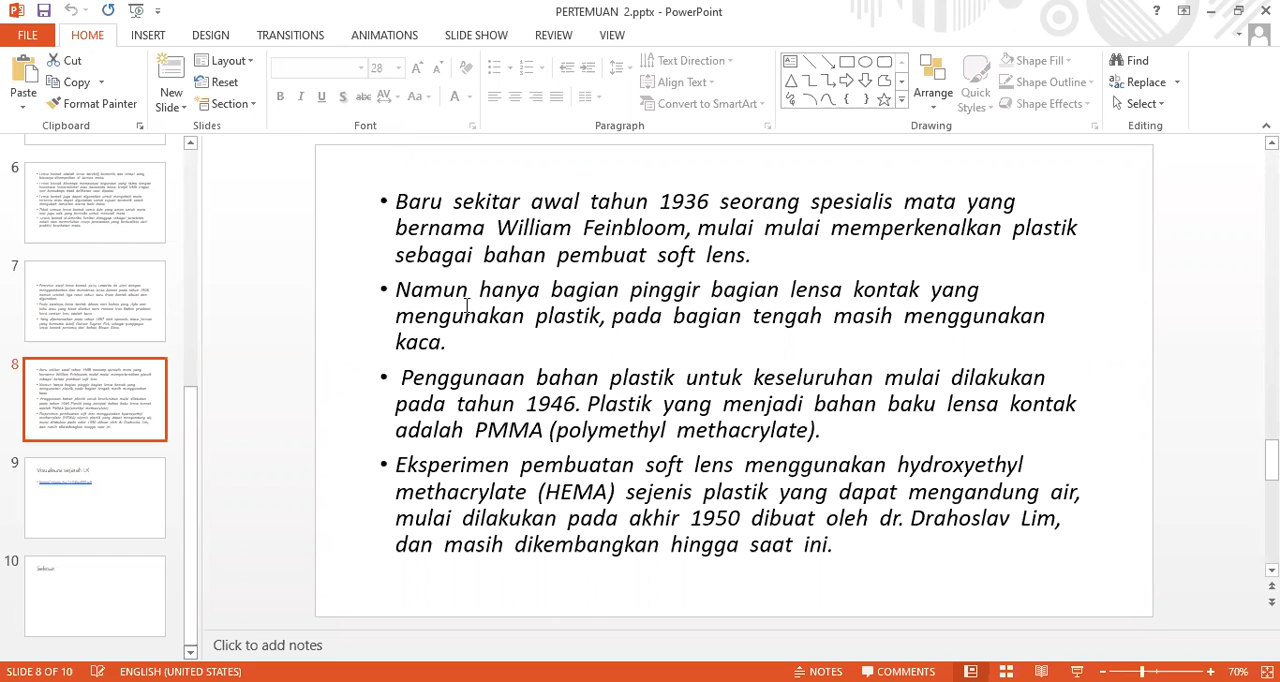 PERTEMUAN 2.pptx - PowerPoint
FILE HOME INSERT DESIGN TRANSITIONS ANIMATIONS SLIDE SHOW REVIEW VIEW
Paste
Cut
Copy
Format Painter
Clipboard
New Slide
Layout
Reset
Section
Slides
28
B I U S abc AV Aa A
Font
Text Direction
Align Text
Convert to SmartArt
Paragraph
Arrange
Quick Styles
Shape Fill
Shape Outline
Shape Effects
Drawing
Find
Replace
Select
Editing
6
7
8
9
10
• Baru sekitar awal tahun 1936 seorang spesialis mata yang
bernama William Feinbloom, mulai mulai memperkenalkan plastik
sebagai bahan pembuat soft lens.
• Namun hanya bagian pinggir bagian lensa kontak yang
mengunakan plastik, pada bagian tengah masih menggunakan
kaca.
• Penggunaan bahan plastik untuk keseluruhan mulai dilakukan
pada tahun 1946. Plastik yang menjadi bahan baku lensa kontak
adalah PMMA (polymethyl methacrylate).
• Eksperimen pembuatan soft lens menggunakan hydroxyethyl
methacrylate (HEMA) sejenis plastik yang dapat mengandung air,
mulai dilakukan pada akhir 1950 dibuat oleh dr. Drahoslav Lim,
dan masih dikembangkan hingga saat ini.
Click to add notes
SLIDE 8 OF 10 ENGLISH (UNITED STATES) NOTES COMMENTS 70%